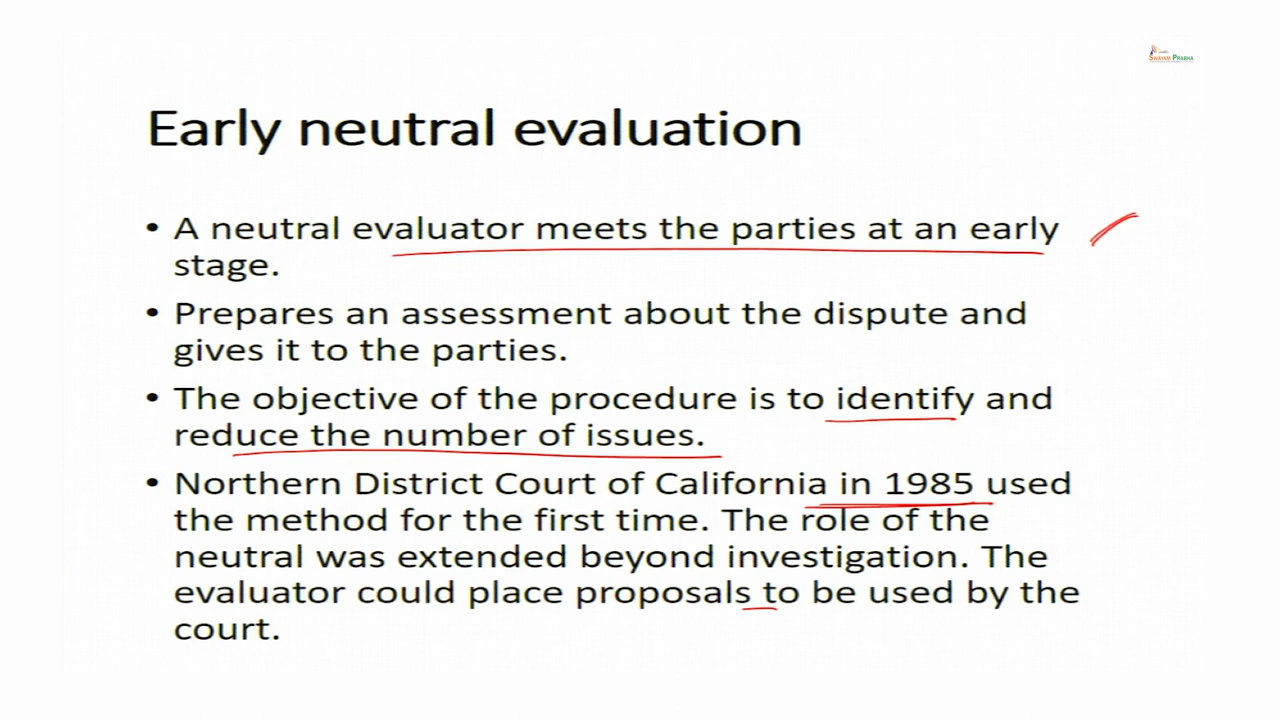 SWAYAM PRABHA
Early neutral evaluation
• A neutral evaluator meets the parties at an early
stage.
• Prepares an assessment about the dispute and
gives it to the parties.
• The objective of the procedure is to identify and
reduce the number of issues.
• Northern District Court of California in 1985 used
the method for the first time. The role of the
neutral was extended beyond investigation. The
evaluator could place proposals to be used by the
court.